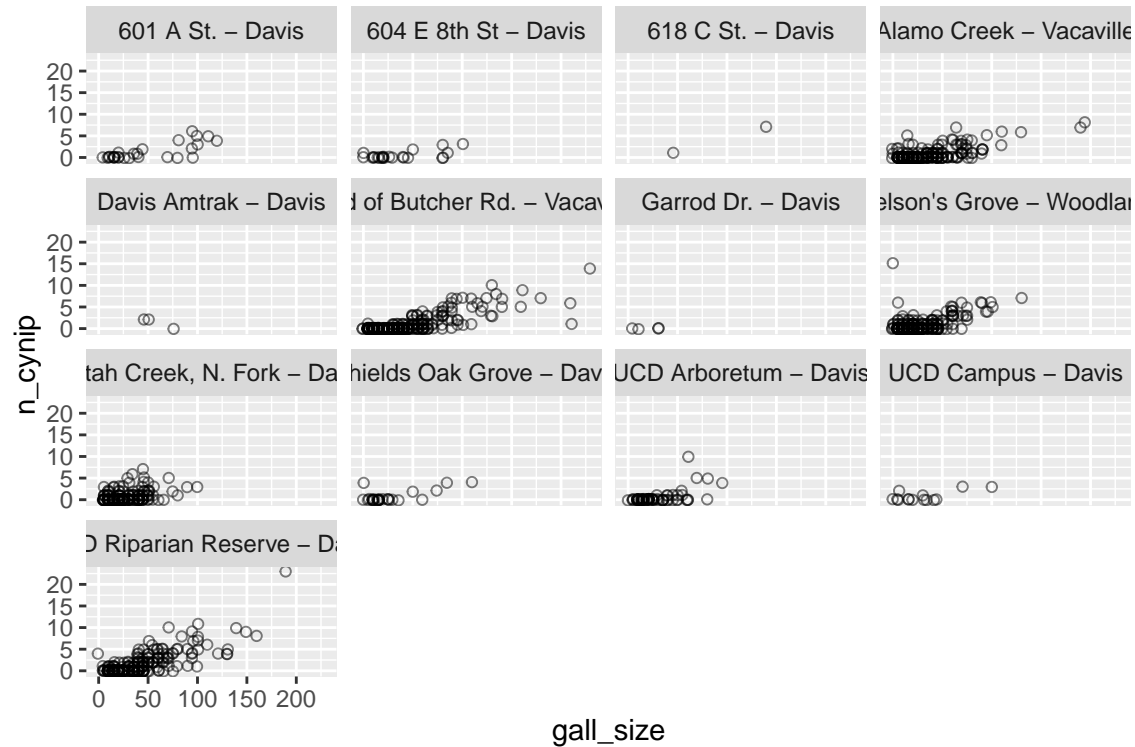 601 A St. – Davis
604 E 8th St – Davis
618 C St. – Davis
Alamo Creek – Vacaville
20
15
10
5
0
Davis Amtrak – Davis
d of Butcher Rd. – Vacav
Garrod Dr. – Davis
elson's Grove – Woodlan
20
15
10
5
0
n_cynip
tah Creek, N. Fork – Da
hields Oak Grove – Dav
UCD Arboretum – Davis
UCD Campus – Davis
20
15
10
5
0
D Riparian Reserve – Da
20
15
10
5
0
0 50 100 150 200
gall_size